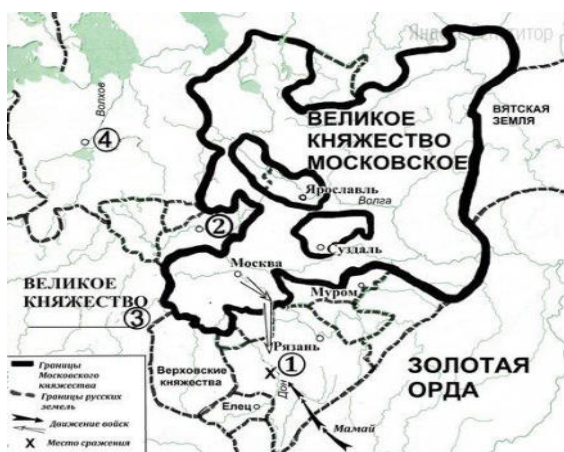 Волхов
④
ВЯТСКАЯ
ЗЕМЛЯ
ВЕЛИКОЕ
КНЯЖЕСТВО
МОСКОВСКОЕ
Ярославль
Волга
②
Суздаль
Москва
ВЕЛИКОЕ
КНЯЖЕСТВО
③
Муром
Рязань
①
ЗОЛОТАЯ
ОРДА
Верховские
княжества
Дон
Елец
Мамай
Границы
Московского
княжества
Границы русских
земель
Движение войск
X Место сражения